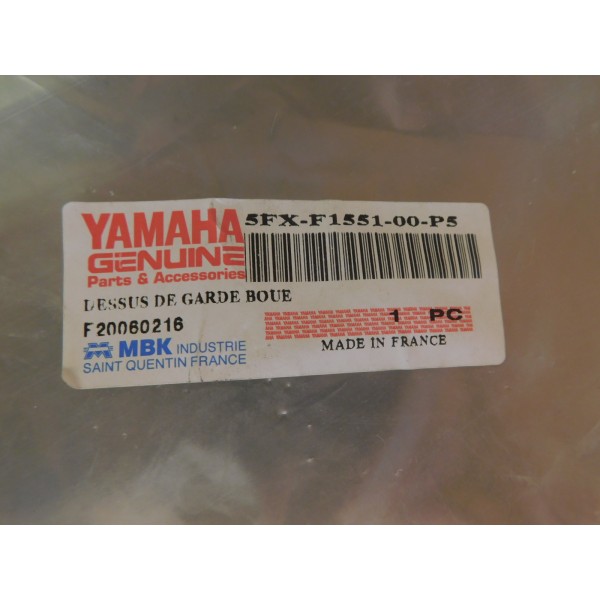 YAMAHA
GENUINE
Parts & Accessories
5FX-F1551-00-P5
DESSUS DE GARDE BOUE
F20060216
1 PC
MBK INDUSTRIE
SAINT QUENTIN FRANCE
MADE IN FRANCE